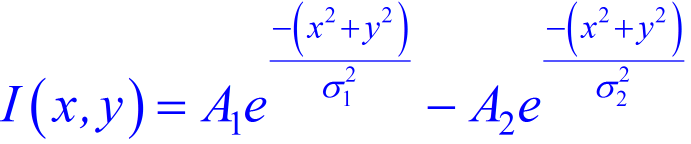 I(x,y) = A₁e^(-(x²+y²)/σ₁²) − A₂e^(-(x²+y²)/σ₂²)